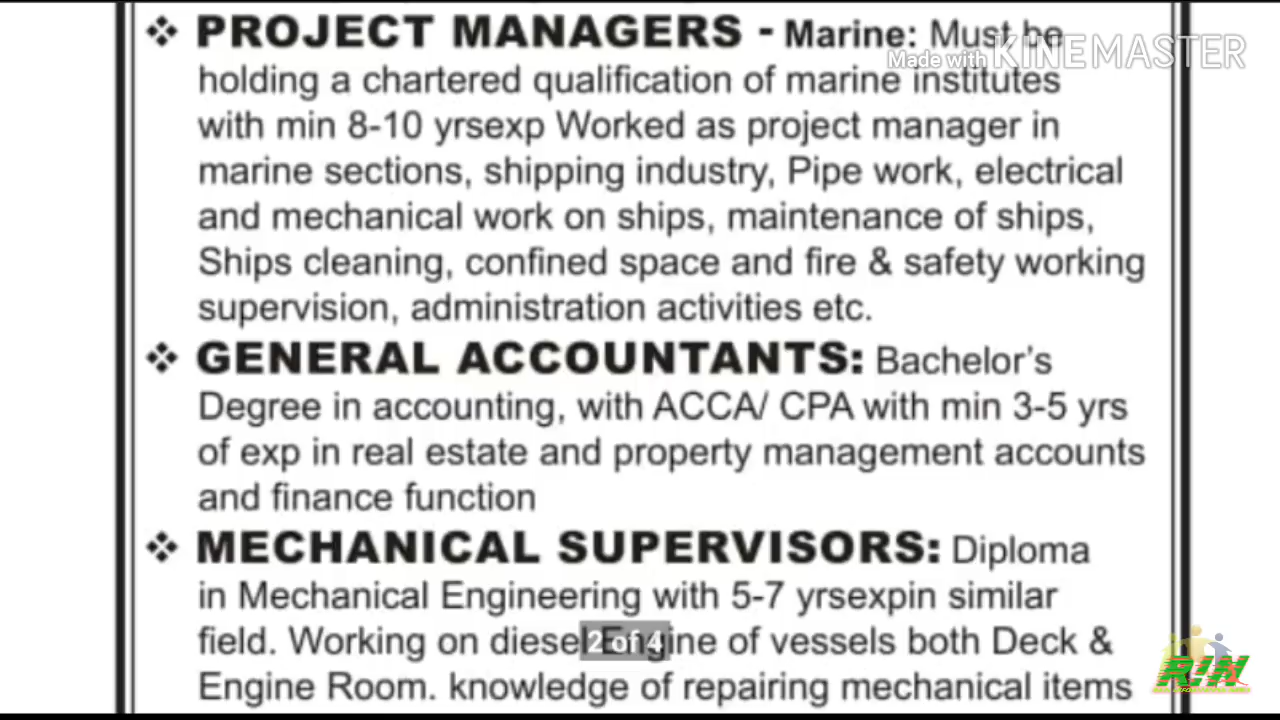 ❖ PROJECT MANAGERS - Marine: Must be
Made with KINEMASTER
holding a chartered qualification of marine institutes
with min 8-10 yrsexp Worked as project manager in
marine sections, shipping industry, Pipe work, electrical
and mechanical work on ships, maintenance of ships,
Ships cleaning, confined space and fire & safety working
supervision, administration activities etc.
❖ GENERAL ACCOUNTANTS: Bachelor's
Degree in accounting, with ACCA/ CPA with min 3-5 yrs
of exp in real estate and property management accounts
and finance function
❖ MECHANICAL SUPERVISORS: Diploma
in Mechanical Engineering with 5-7 yrsexpin similar
field. Working on diesel Engine of vessels both Deck &
2 of 4
Engine Room. knowledge of repairing mechanical items